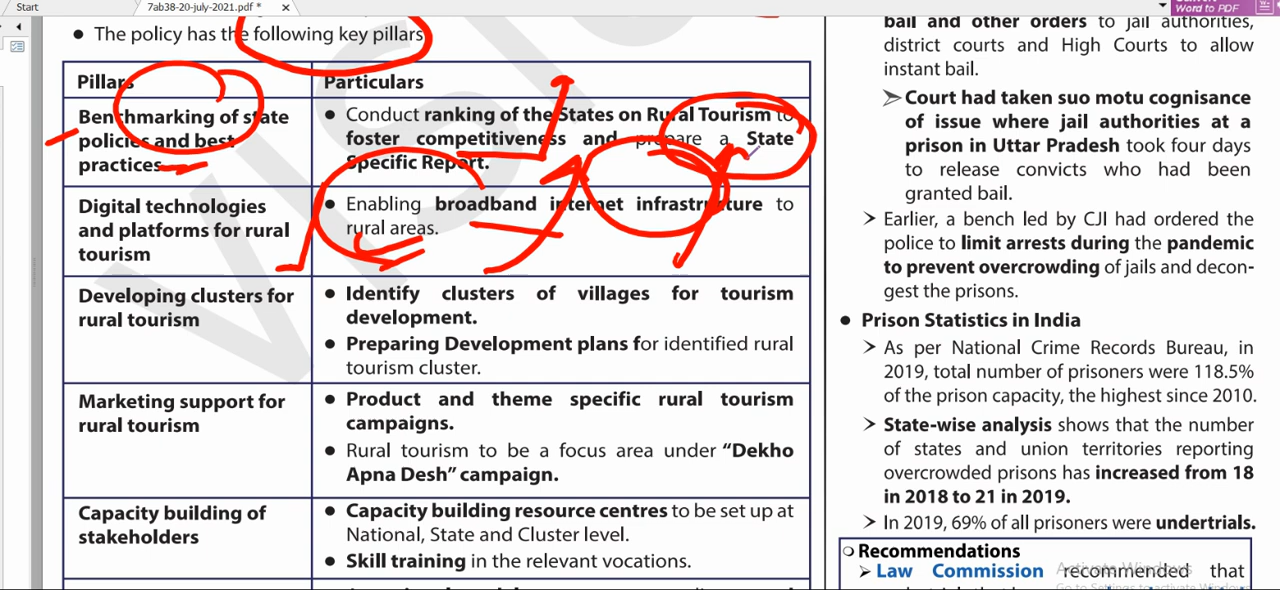 Start
7ab38-20-july-2021.pdf *
Convert
Word to PDF
• The policy has the following key pillars
Pillars
Particulars
Benchmarking of state
policies and best
practices
• Conduct ranking of the States on Rural Tourism to
foster competitiveness and prepare a State
Specific Report.
Digital technologies
and platforms for rural
tourism
• Enabling broadband internet infrastructure to
rural areas.
Developing clusters for
rural tourism
• Identify clusters of villages for tourism
development.
• Preparing Development plans for identified rural
tourism cluster.
Marketing support for
rural tourism
• Product and theme specific rural tourism
campaigns.
• Rural tourism to be a focus area under “Dekho
Apna Desh” campaign.
Capacity building of
stakeholders
• Capacity building resource centres to be set up at
National, State and Cluster level.
• Skill training in the relevant vocations.
bail and other orders to jail authorities,
district courts and High Courts to allow
instant bail.
➢ Court had taken suo motu cognisance
of issue where jail authorities at a
prison in Uttar Pradesh took four days
to release convicts who had been
granted bail.
➢ Earlier, a bench led by CJI had ordered the
police to limit arrests during the pandemic
to prevent overcrowding of jails and decon-
gest the prisons.
• Prison Statistics in India
➢ As per National Crime Records Bureau, in
2019, total number of prisoners were 118.5%
of the prison capacity, the highest since 2010.
➢ State-wise analysis shows that the number
of states and union territories reporting
overcrowded prisons has increased from 18
in 2018 to 21 in 2019.
➢ In 2019, 69% of all prisoners were undertrials.
○ Recommendations
➢ Law Commission recommended that
Activate Windows
Go to Settings to activate Windows